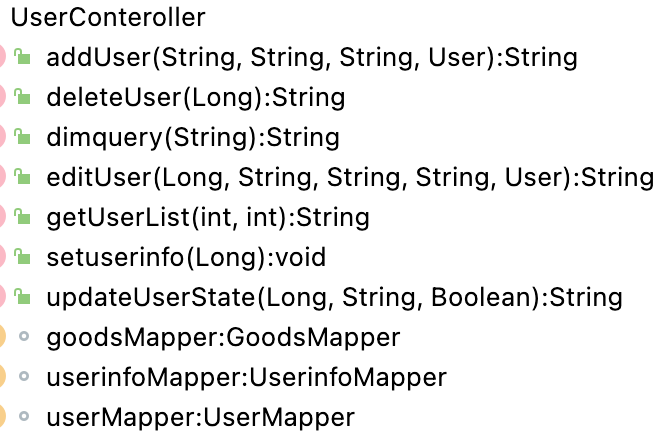 UserConteroller
addUser(String, String, String, User):String
deleteUser(Long):String
dimquery(String):String
editUser(Long, String, String, String, User):String
getUserList(int, int):String
setuserinfo(Long):void
updateUserState(Long, String, Boolean):String
goodsMapper:GoodsMapper
userinfoMapper:UserinfoMapper
userMapper:UserMapper